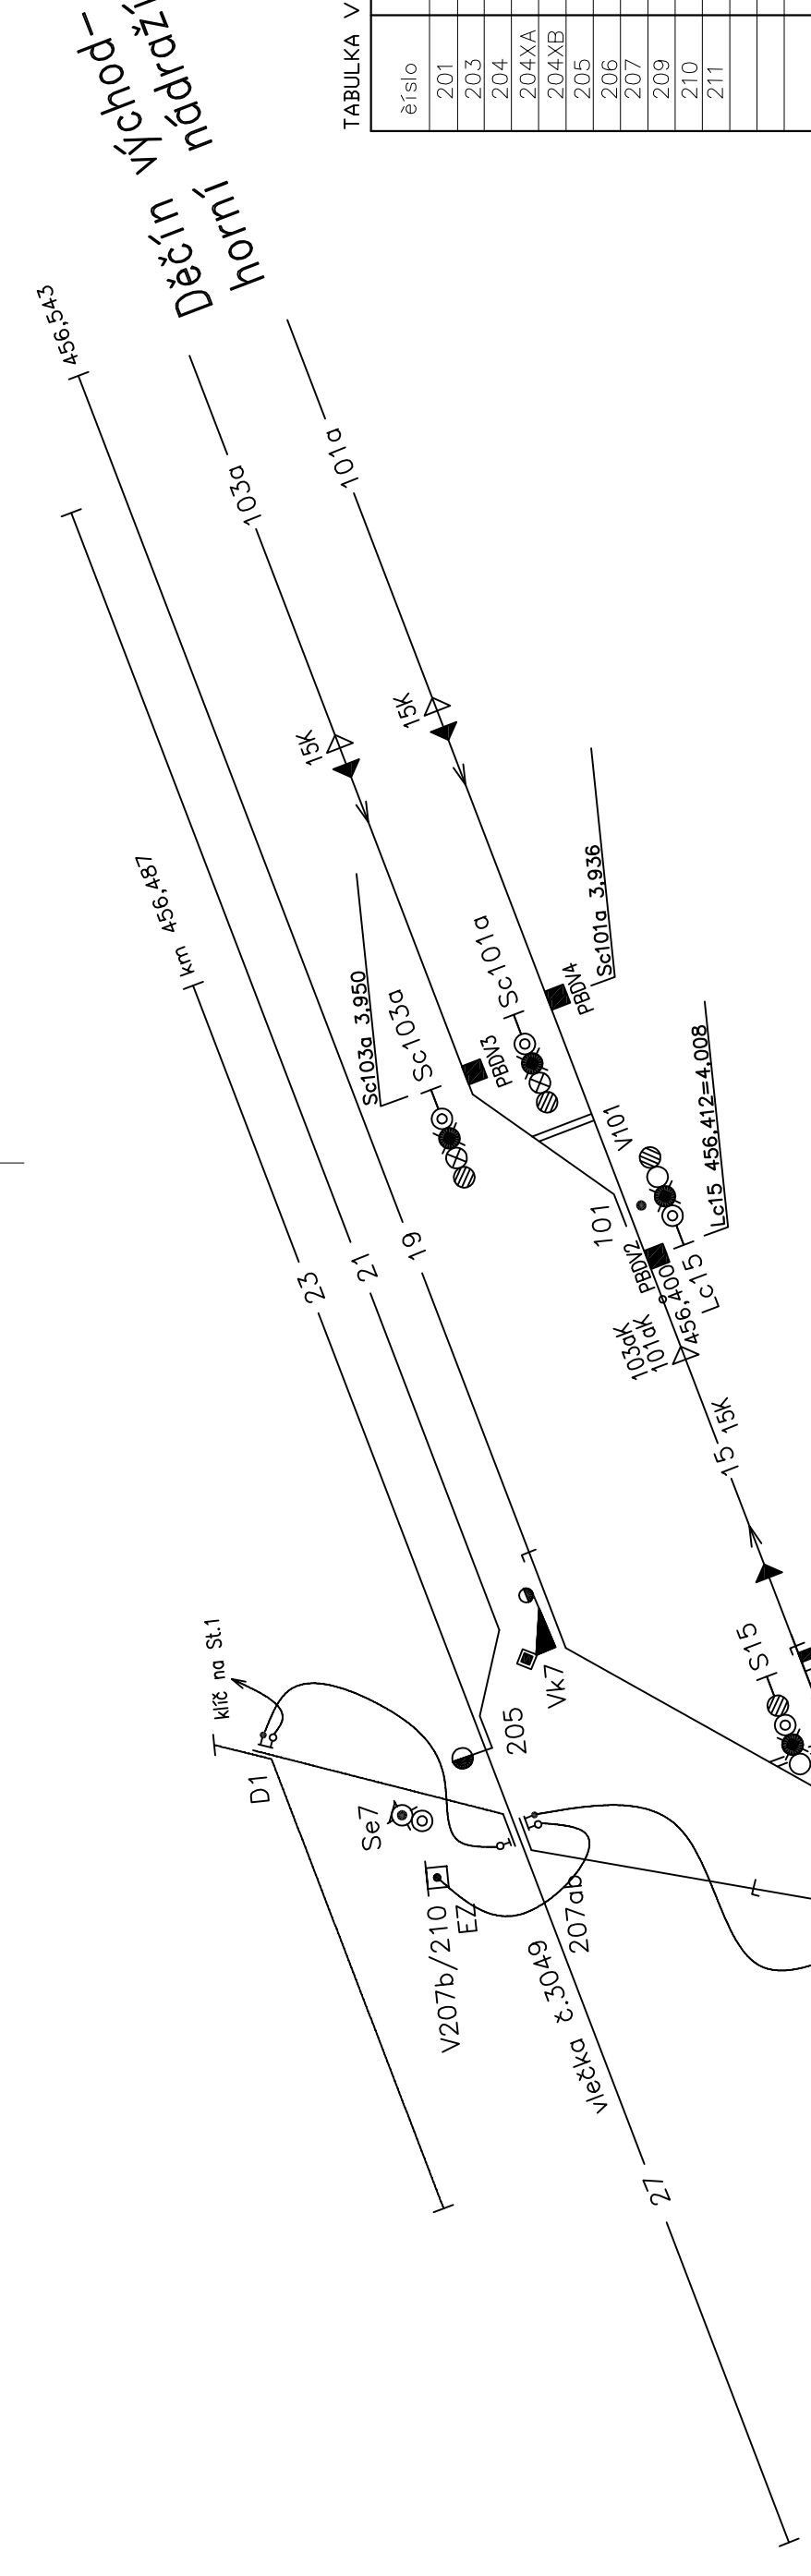 Děčín východ-
horní nádraží
TABULKA V
èíslo
201
203
204
204XA
204XB
205
206
207
209
210
211
456,543
103a
101a
15k
15k
km 456,487
Sc103a 3,950
Sc103a
Sc101a
PBDV3
PBDV4
Sc101a 3,936
V101
101
Lc15 456,412=4,008
PBDV2
Lc15
456,400
103ak
101ak
23
21
19
15
15K
klíč na St.1
D1
Se7
205
Vk7
S15
V207b/210
EZ
207ab
vlečka č.3049
27